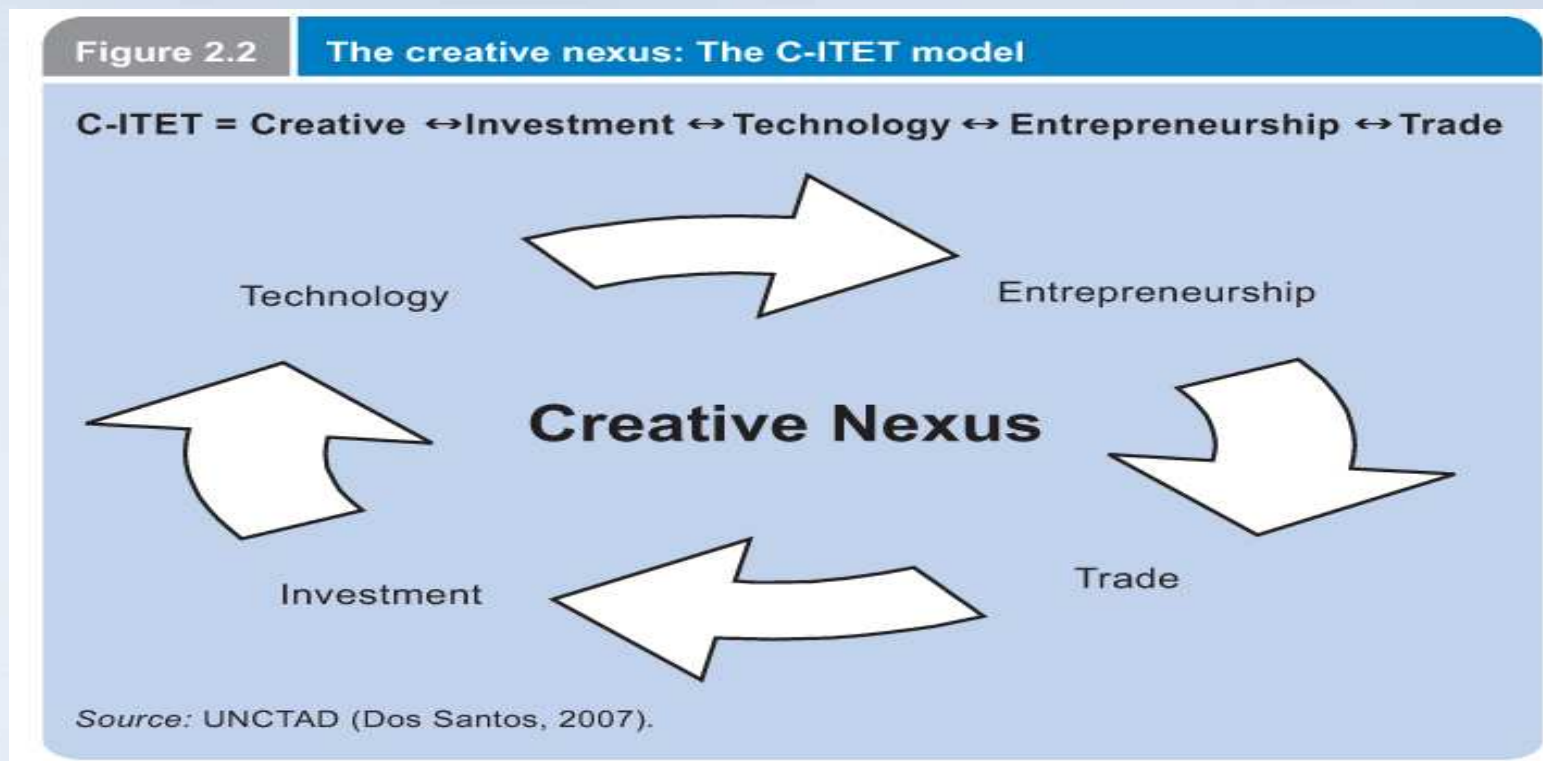 Figure 2.2 The creative nexus: The C-ITET model
C-ITET = Creative ↔Investment ↔ Technology ↔ Entrepreneurship ↔ Trade
Technology
Entrepreneurship
Creative Nexus
Investment
Trade
Source: UNCTAD (Dos Santos, 2007).